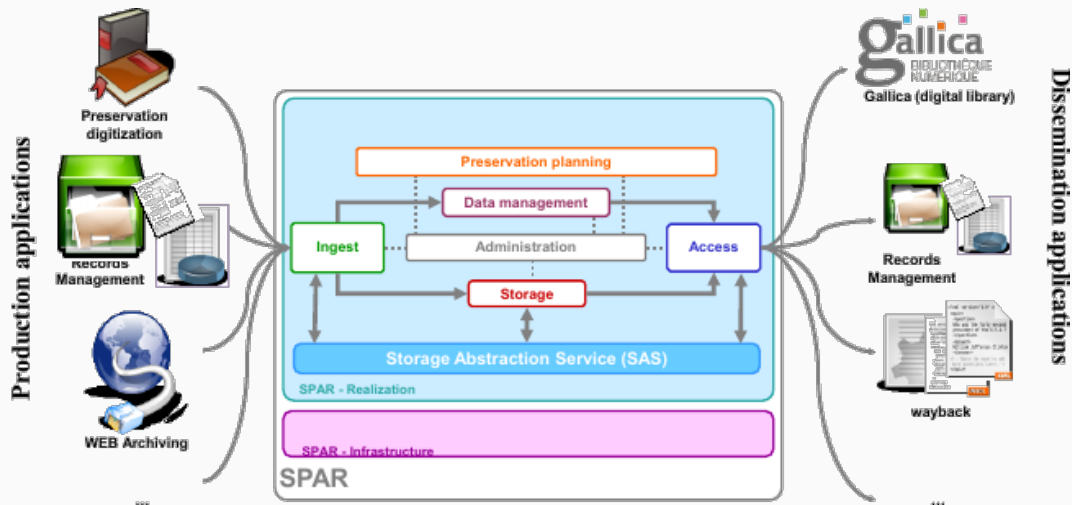 Production applications
Preservation
digitization
Records
Management
WEB Archiving
...
Preservation planning
Data management
Ingest
Administration
Access
Storage
Storage Abstraction Service (SAS)
SPAR - Realization
SPAR - Infrastructure
SPAR
gallica
BIBLIOTHÈQUE
NUMERIQUE
Gallica (digital library)
Records
Management
wayback
...
Dissemination applications